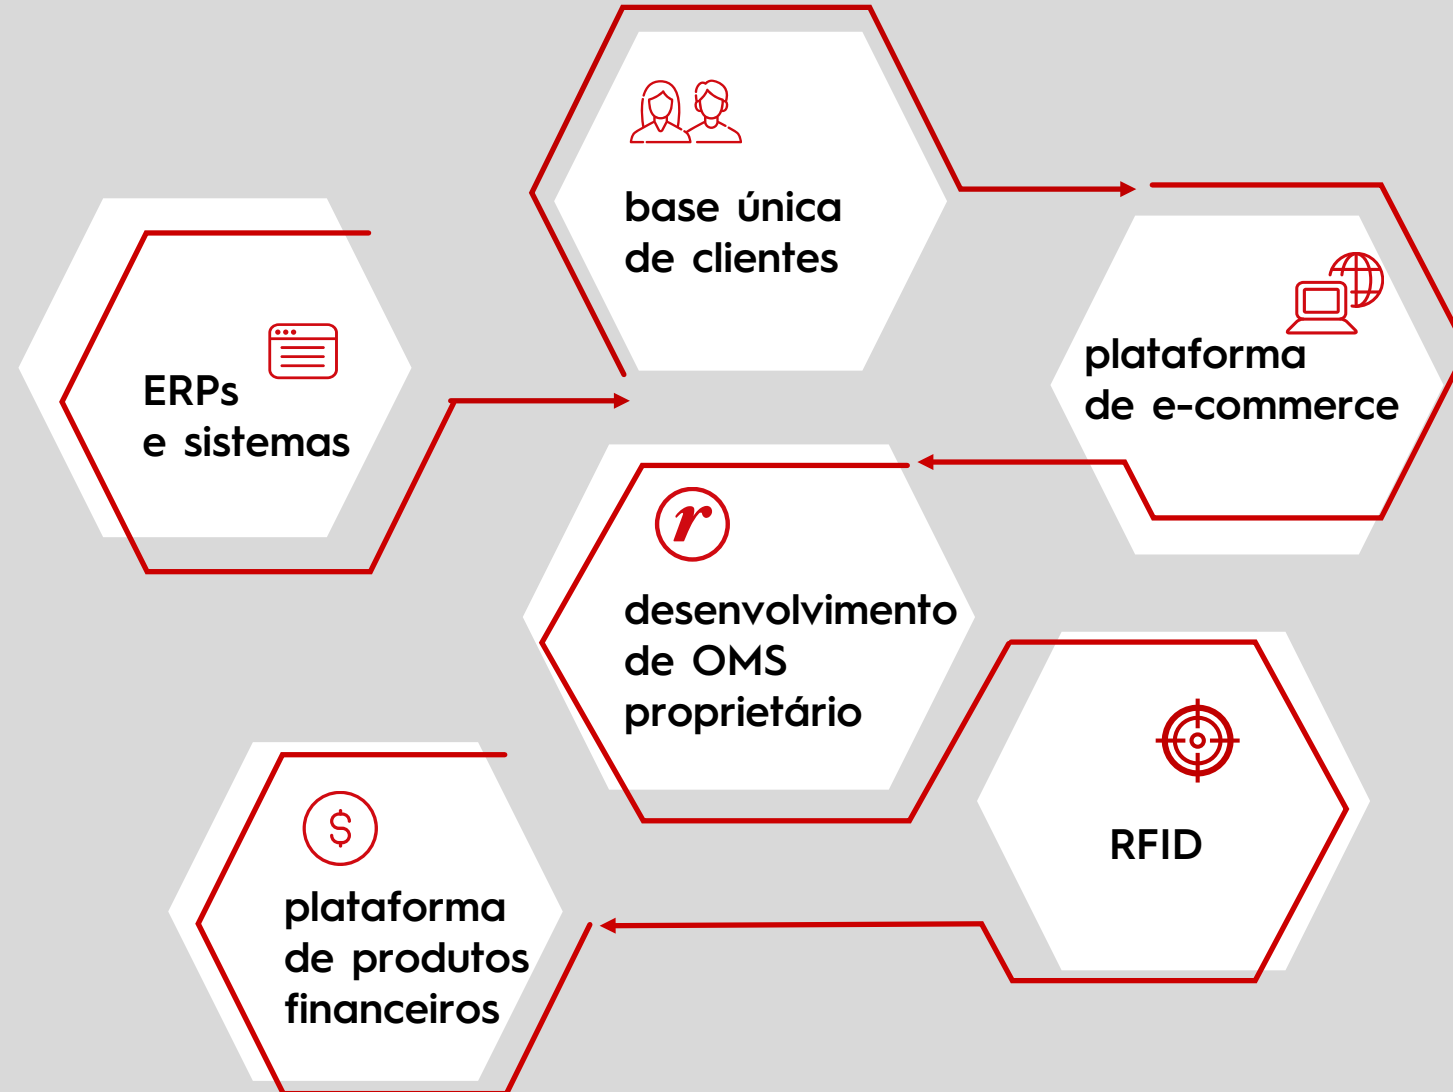 ERPs
e sistemas
base única
de clientes
plataforma
de e-commerce
r
desenvolvimento
de OMS
proprietário
RFID
$
plataforma
de produtos
financeiros